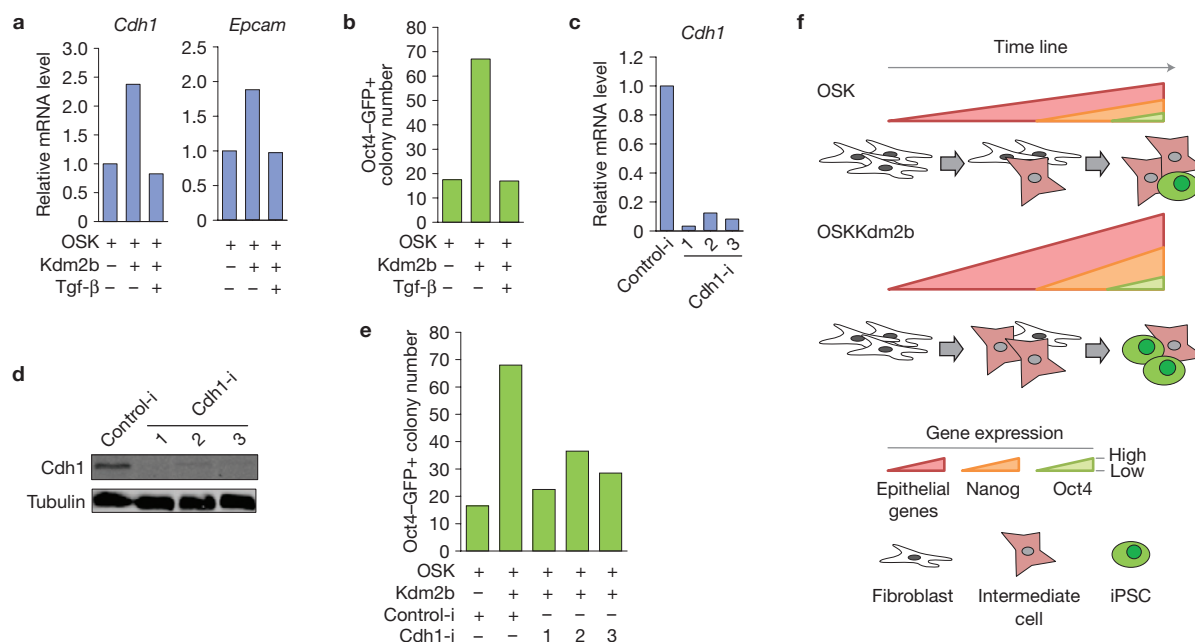 a
Cdh1
Epcam
Relative mRNA level
3.0
2.5
2.0
1.5
1.0
0.5
0
2.5
2.0
1.5
1.0
0.5
0
OSK + + + + + +
Kdm2b – + + – + +
Tgf-β – – + – – +
b
Oct4–GFP+
colony number
80
70
60
50
40
30
20
10
0
OSK + + +
Kdm2b – + +
Tgf-β – – +
c
Cdh1
Relative mRNA level
1.2
1.0
0.8
0.6
0.4
0.2
0
Control-i
1 2 3
Cdh1-i
d
Control-i
Cdh1-i
1 2 3
Cdh1
Tubulin
e
Oct4–GFP+ colony number
80
70
60
50
40
30
20
10
0
OSK + + + + +
Kdm2b – + + + +
Control-i + + – – –
Cdh1-i – – 1 2 3
f
Time line
OSK
OSKKdm2b
Gene expression
High
Low
Epithelial
genes
Nanog
Oct4
Fibroblast
Intermediate
cell
iPSC